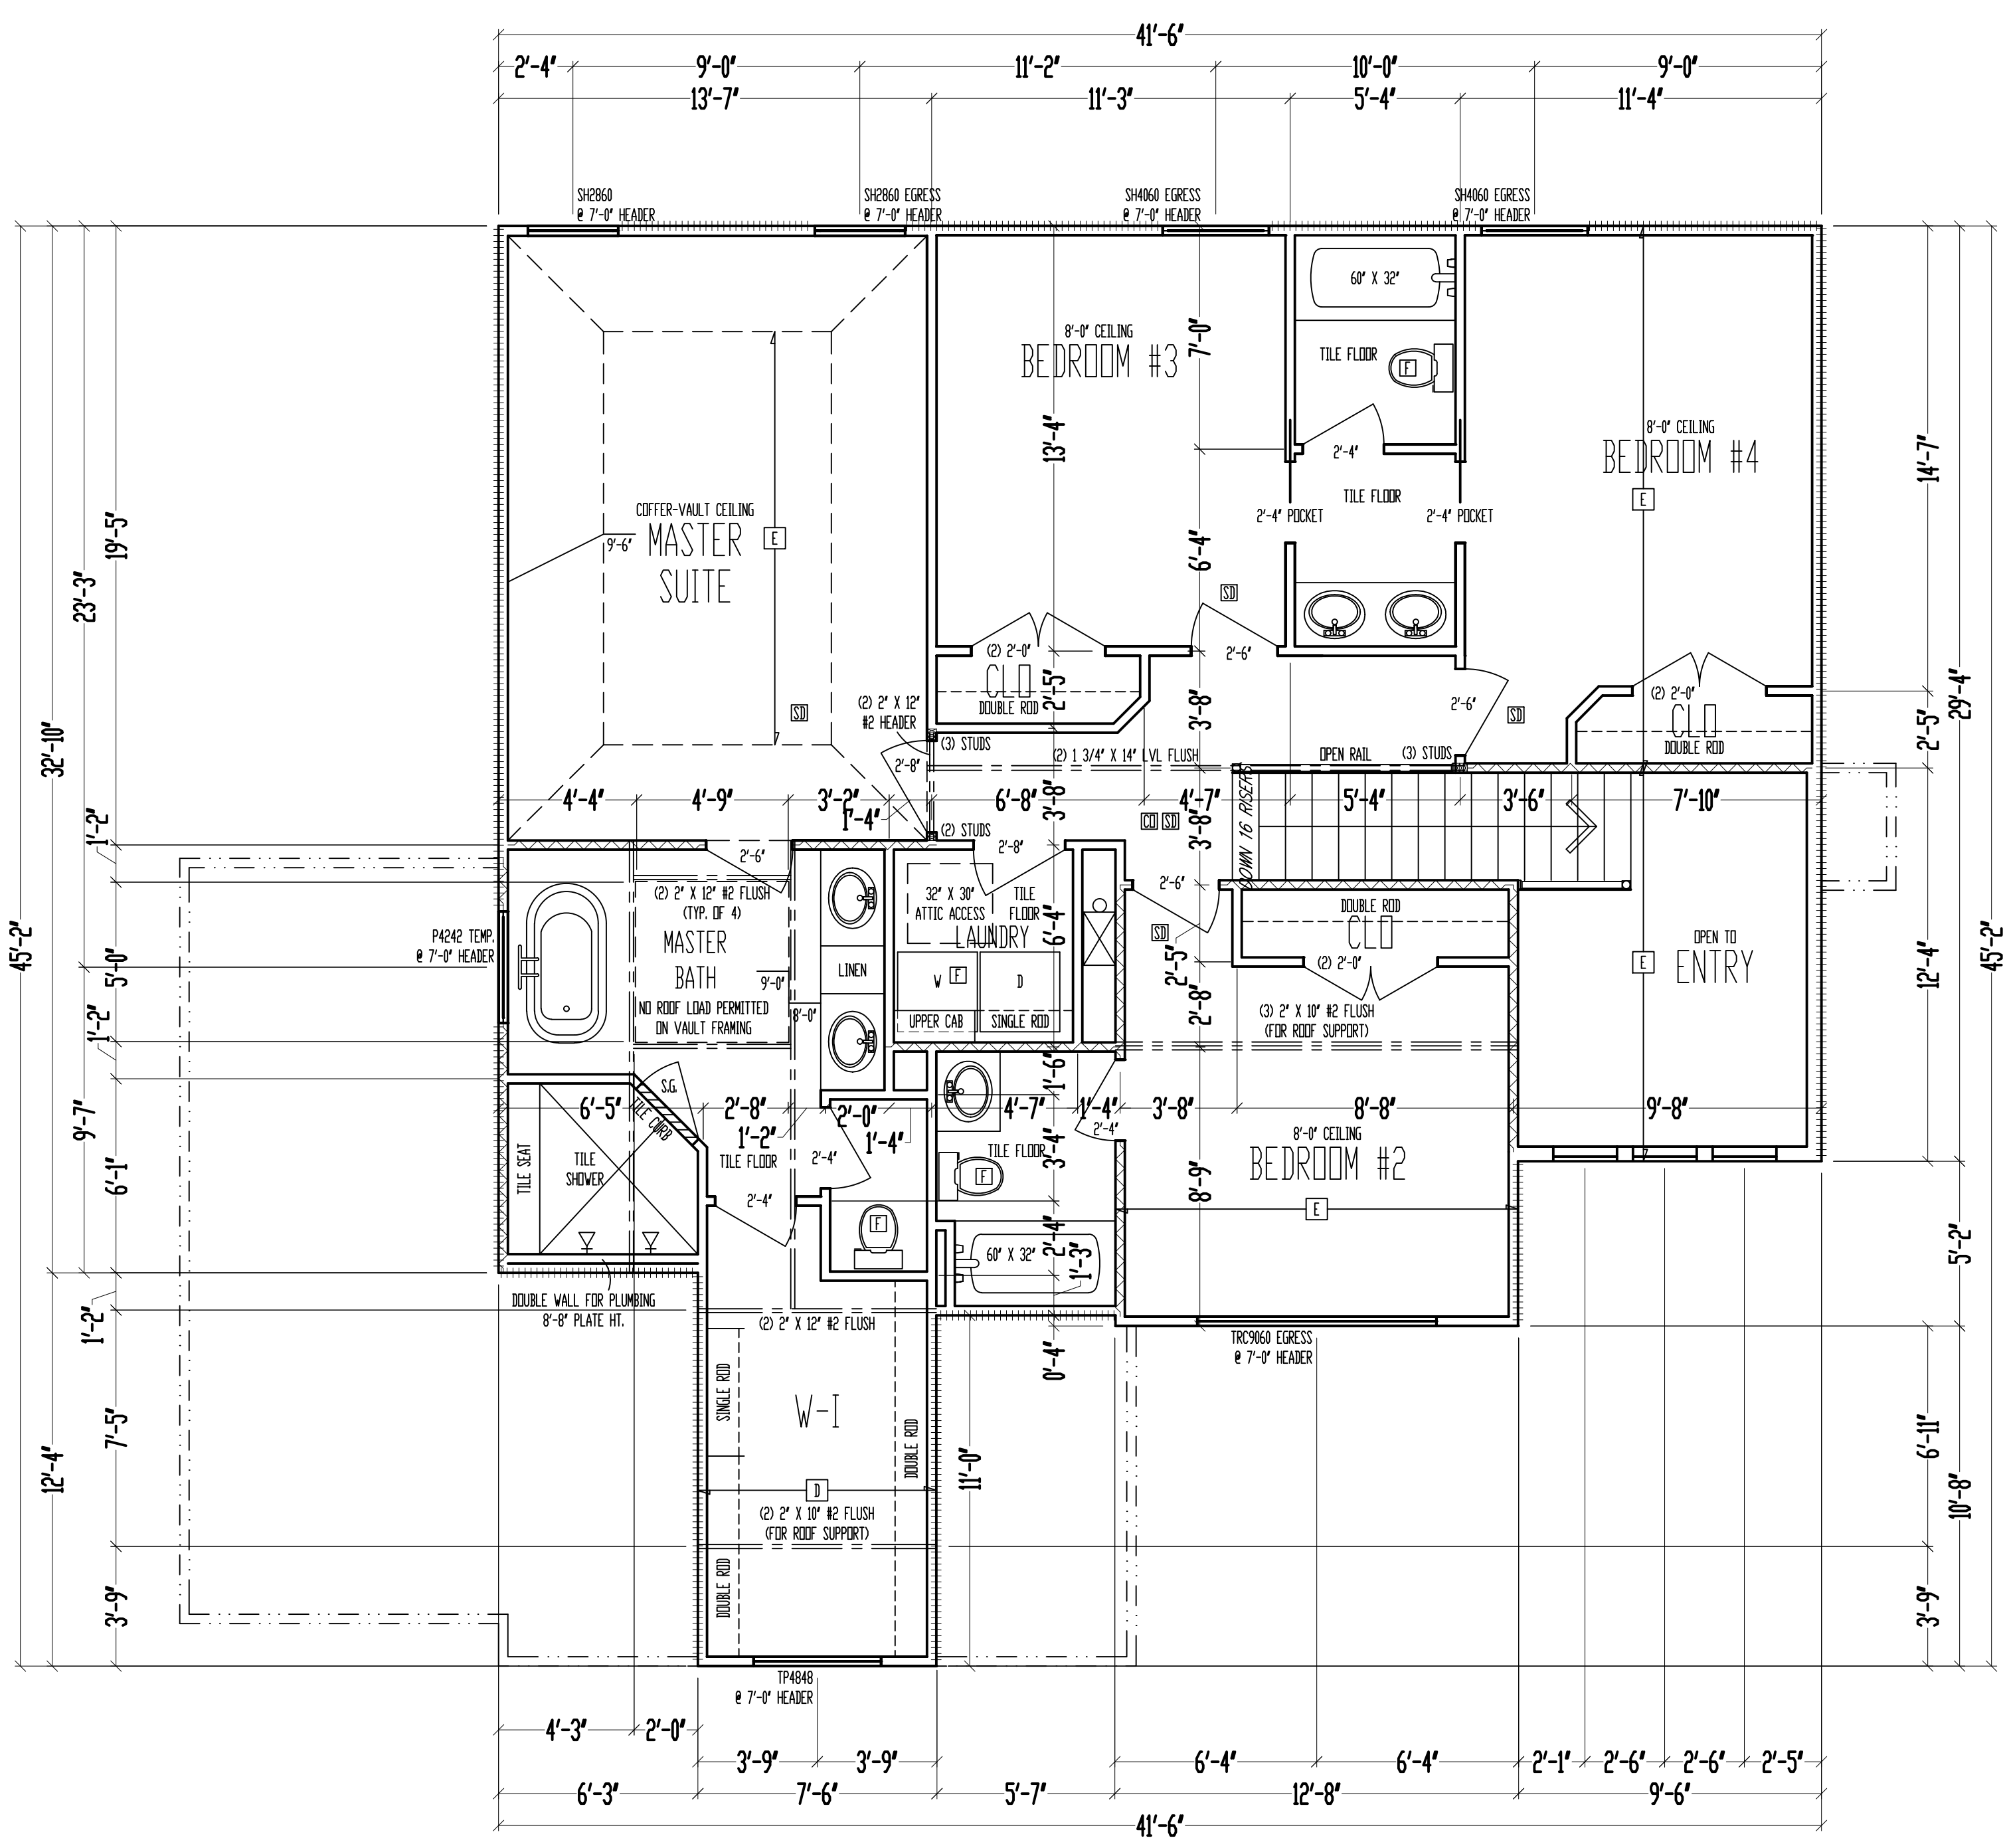 41'-6"
2'-4" 9'-0" 11'-2" 10'-0" 9'-0"
13'-7" 11'-3" 5'-4" 11'-4"
SH2860
@ 7'-0" HEADER
SH2860 EGRESS
@ 7'-0" HEADER
SH4060 EGRESS
@ 7'-0" HEADER
SH4060 EGRESS
@ 7'-0" HEADER
45'-2"
32'-10"
12'-4"
23'-3"
9'-7"
19'-5"
1'-2"
5'-0"
1'-2"
6'-1"
1'-2"
7'-5"
3'-9"
COFFER-VAULT CEILING
MASTER
SUITE
9'-6"
E
SD
8'-0" CEILING
BEDROOM #3
13'-4"
7'-0"
6'-4"
60" X 32"
TILE FLOOR
F
2'-4"
TILE FLOOR
2'-4" POCKET
2'-4" POCKET
8'-0" CEILING
BEDROOM #4
E
SD
2'-6"
(2) 2'-0"
CLO
DOUBLE ROD
2'-5"
3'-8"
2'-6"
SD
(2) 2'-0"
CLO
DOUBLE ROD
(2) 2" X 12"
#2 HEADER
(3) STUDS
2'-8"
(2) 1 3/4" X 14" LVL FLUSH
OPEN RAIL
(3) STUDS
4'-4" 4'-9" 3'-2" 1'-4" 6'-8" 4'-7" 5'-4" 3'-6" 7'-10"
3'-8"
3'-8"
(2) STUDS
CO SD
DOWN 16 RISERS
2'-6"
2'-8"
2'-6"
P4242 TEMP.
@ 7'-0" HEADER
(2) 2" X 12" #2 FLUSH
(TYP. OF 4)
MASTER
BATH
9'-0"
NO ROOF LOAD PERMITTED
ON VAULT FRAMING
8'-0"
LINEN
32" X 30"
ATTIC ACCESS
TILE
FLOOR
LAUNDRY
6'-4"
W F D
UPPER CAB
SINGLE ROD
SD
2'-5"
2'-8"
DOUBLE ROD
CLO
(2) 2'-0"
(3) 2" X 10" #2 FLUSH
(FOR ROOF SUPPORT)
OPEN TO
E ENTRY
S.G.
TILE CURB
6'-5" 2'-8" 1'-2" 2'-0" 1'-4" 4'-7" 1'-4" 3'-8" 8'-8" 9'-8"
1'-6"
2'-4"
TILE SEAT
TILE
SHOWER
TILE FLOOR
2'-4"
2'-4"
F
TILE FLOOR
F
3'-4"
8'-0" CEILING
BEDROOM #2
8'-9"
E
60" X 32"
2'-4"
1'-3"
0'-4"
DOUBLE WALL FOR PLUMBING
8'-8" PLATE HT.
(2) 2" X 12" #2 FLUSH
TRC9060 EGRESS
@ 7'-0" HEADER
SINGLE ROD
W-I
DOUBLE ROD
11'-0"
D
(2) 2" X 10" #2 FLUSH
(FOR ROOF SUPPORT)
DOUBLE ROD
TP4848
@ 7'-0" HEADER
14'-7"
2'-5"
12'-4"
5'-2"
6'-11"
3'-9"
29'-4"
10'-8"
45'-2"
4'-3" 2'-0"
3'-9" 3'-9" 6'-4" 6'-4" 2'-1" 2'-6" 2'-6" 2'-5"
6'-3" 7'-6" 5'-7" 12'-8" 9'-6"
41'-6"